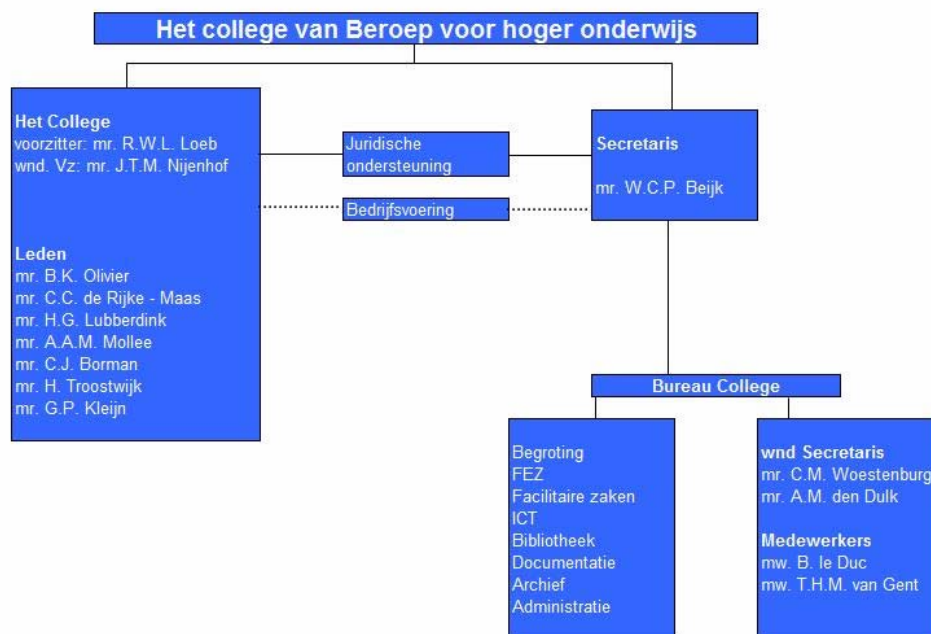 Het college van Beroep voor hoger onderwijs
Het College
voorzitter: mr. R.W.L. Loeb
wnd. Vz: mr. J.T.M. Nijenhof
Leden
mr. B.K. Olivier
mr. C.C. de Rijke - Maas
mr. H.G. Lubberdink
mr. A.A.M. Mollee
mr. C.J. Borman
mr. H. Troostwijk
mr. G.P. Kleijn
Juridische
ondersteuning
Bedrijfsvoering
Secretaris
mr. W.C.P. Beijk
Bureau College
Begroting
FEZ
Facilitaire zaken
ICT
Bibliotheek
Documentatie
Archief
Administratie
wnd Secretaris
mr. C.M. Woestenburg
mr. A.M. den Dulk
Medewerkers
mw. B. le Duc
mw. T.H.M. van Gent